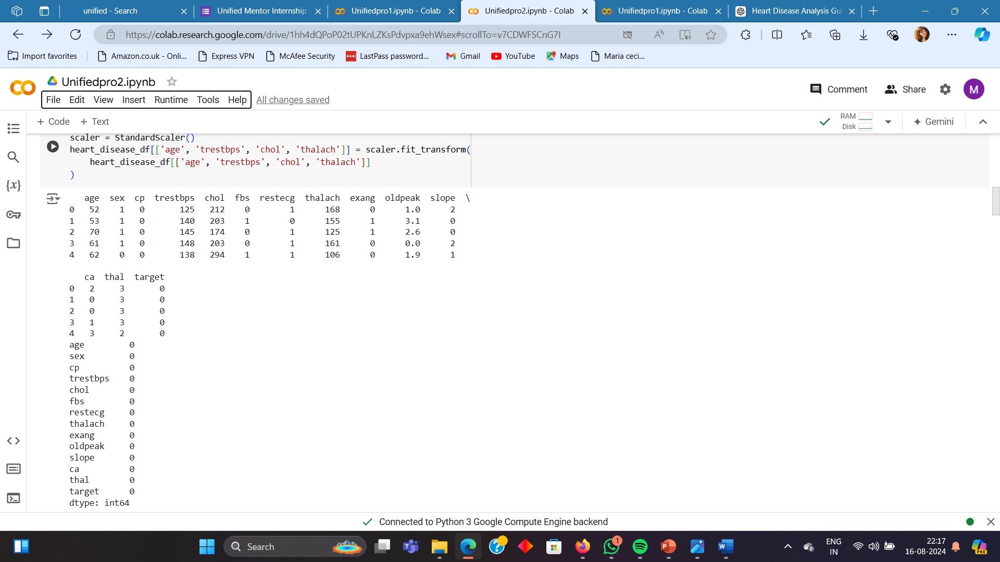 unified - Search
Unified Mentor Internship
Unifiedpro1.ipynb - Colab
Unifiedpro2.ipynb - Colab
Unifiedpro1.ipynb - Colab
Heart Disease Analysis Gui
https://colab.research.google.com/drive/1hh4dQPoP02tUPKnLZKsPdvpxa9ehWsex#scrollTo=v7CDWFSCnG7I
Import favorites
Amazon.co.uk - Onli...
Express VPN
McAfee Security
LastPass password...
Gmail
YouTube
Maps
Maria ceci...
Unifiedpro2.ipynb
Comment
Share
M
File Edit View Insert Runtime Tools Help All changes saved
+ Code + Text
RAM
Disk
Gemini
scaler = StandardScaler()
heart_disease_df[['age', 'trestbps', 'chol', 'thalach']] = scaler.fit_transform(
    heart_disease_df[['age', 'trestbps', 'chol', 'thalach']]
)
   age  sex  cp  trestbps  chol  fbs  restecg  thalach  exang  oldpeak  slope  \
0   52    1   0       125   212    0        1      168      0      1.0      2
1   53    1   0       140   203    1        0      155      1      3.1      0
2   70    1   0       145   174    0        1      125      1      2.6      0
3   61    1   0       148   203    0        1      161      0      0.0      2
4   62    0   0       138   294    1        1      106      0      1.9      1
   ca  thal  target
0   2     3       0
1   0     3       0
2   0     3       0
3   1     3       0
4   3     2       0
age         0
sex         0
cp          0
trestbps    0
chol        0
fbs         0
restecg     0
thalach     0
exang       0
oldpeak     0
slope       0
ca          0
thal        0
target      0
dtype: int64
Connected to Python 3 Google Compute Engine backend
Search
1
ENG
IN
22:17
16-08-2024
PRE